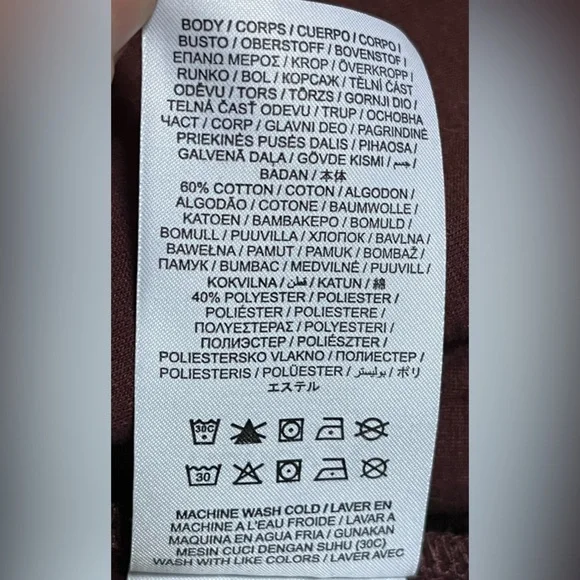 BODY / CORPS / CUERPO / CORPO /
BUSTO / OBERSTOFF / BOVENSTOF /
ΕΠΑΝΩ ΜΕΡΟΣ / KROP / ÖVERKROPP /
RUNKO / BOL / КОРСАЖ / TĚLNÍ ČÁST
ODĚVU / TORS / TÖRZS / GORNJI DIO /
TELNÁ ČASŤ ODEVU / TRUP / ОСНОВНА
ЧАСТ / CORP / GLAVNI DEO / PAGRINDINĖ
PRIEKINĖS PUSĖS DALIS / PIHAOSA /
GALVENĀ DAĻA / GÖVDE KISMI / جسم /
BADAN / 本体
60% COTTON / COTON / ALGODON /
ALGODÃO / COTONE / BAUMWOLLE /
KATOEN / ΒΑΜΒΑΚΕΡΟ / BOMULD /
BOMULL / PUUVILLA / ХЛОПОК / BAVLNA /
BAWEŁNA / PAMUT / PAMUK / BOMBAŽ /
ПАМУК / BUMBAC / MEDVILNĖ / PUUVILL /
KOKVILNA / قطن / KATUN / 綿
40% POLYESTER / POLIESTER /
POLIÉSTER / POLIESTERE /
ΠΟΛΥΕΣΤΕΡΑΣ / POLYESTERI /
ПОЛИЭСТЕР / POLIÉSZTER /
POLIESTERSKO VLAKNO / ПОЛИЕСТЕР /
POLIESTERIS / POLÜESTER / بوليستر / ポリ
エステル
30C
30
MACHINE WASH COLD / LAVER EN
MACHINE A L'EAU FROIDE / LAVAR A
MAQUINA EN AGUA FRIA / GUNAKAN
MESIN CUCI DENGAN SUHU (30C)
WASH WITH LIKE COLORS / LAVER AVEC